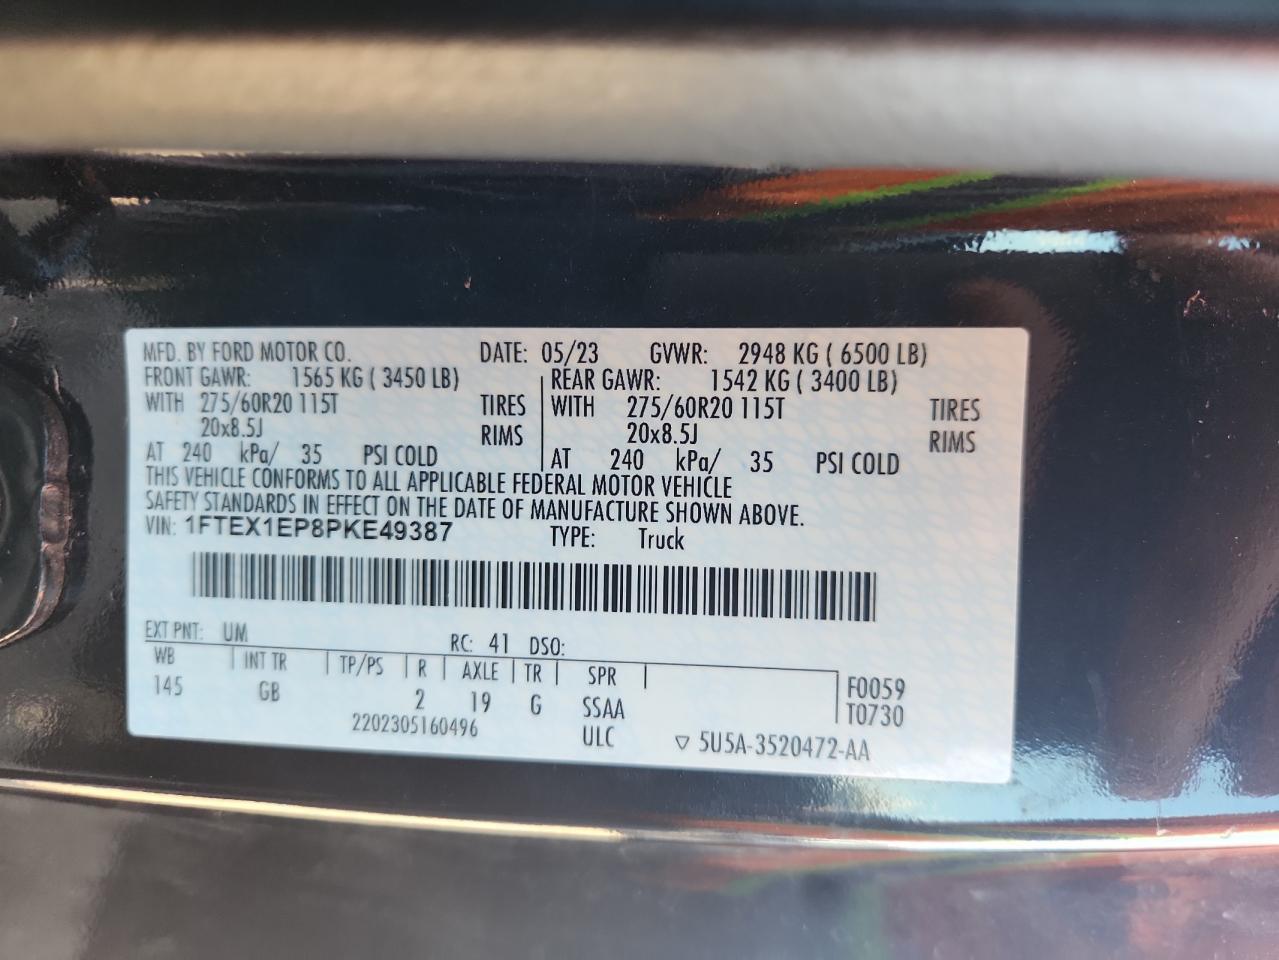 MFD. BY FORD MOTOR CO. DATE: 05/23 GVWR: 2948 KG ( 6500 LB)
FRONT GAWR: 1565 KG ( 3450 LB) REAR GAWR: 1542 KG ( 3400 LB)
WITH 275/60R20 115T TIRES WITH 275/60R20 115T TIRES
20x8.5J RIMS 20x8.5J RIMS
AT 240 kPa/ 35 PSI COLD AT 240 kPa/ 35 PSI COLD
THIS VEHICLE CONFORMS TO ALL APPLICABLE FEDERAL MOTOR VEHICLE
SAFETY STANDARDS IN EFFECT ON THE DATE OF MANUFACTURE SHOWN ABOVE.
VIN: 1FTEX1EP8PKE49387 TYPE: Truck
EXT PNT: UM RC: 41 DSO:
WB INT TR TP/PS R AXLE TR SPR F0059
145 GB 2 19 G SSAA T0730
2202305160496 ULC ▽ 5U5A-3520472-AA